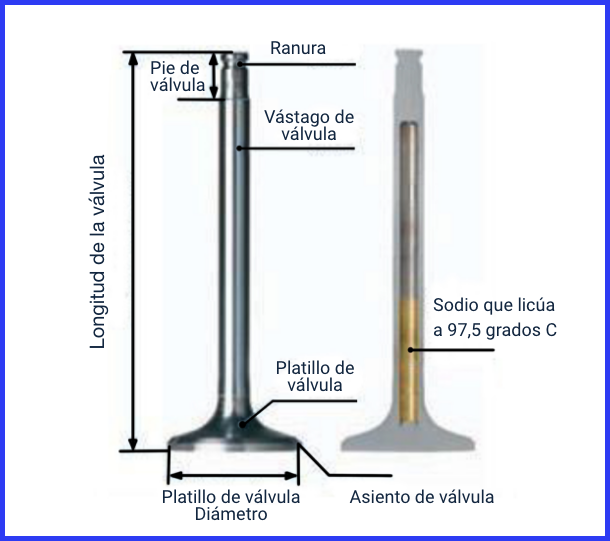 Ranura
Pie de
válvula
Vástago de
válvula
Longitud de la válvula
Sodio que licúa
a 97,5 grados C
Platillo de
válvula
Platillo de válvula
Diámetro
Asiento de válvula